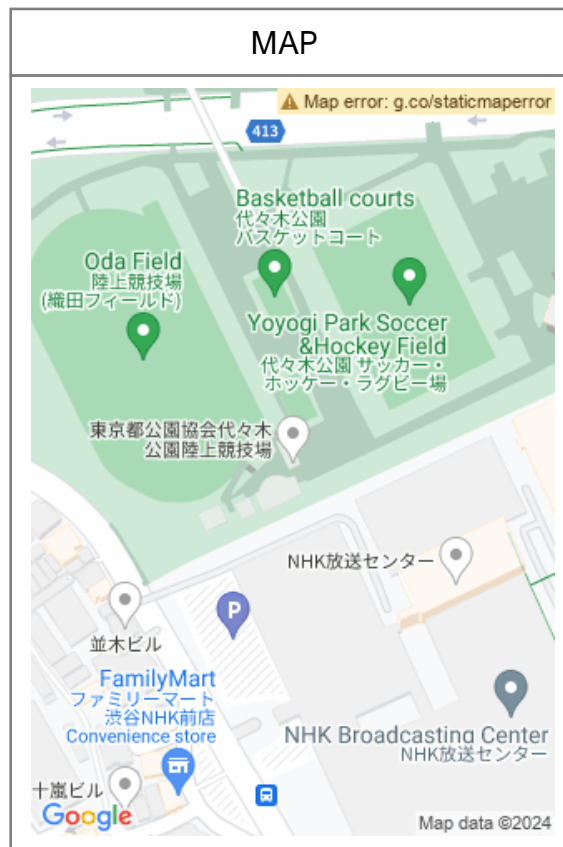 MAP
Map error: g.co/staticmaperror
413
Basketball courts
代々木公園
バスケットコート
Oda Field
陸上競技場
(織田フィールド)
Yoyogi Park Soccer
&Hockey Field
代々木公園 サッカー・
ホッケー・ラグビー場
東京都公園協会代々木
公園陸上競技場
NHK放送センター
P
並木ビル
FamilyMart
ファミリーマート
渋谷NHK前店
Convenience store
NHK Broadcasting Center
NHK放送センター
十嵐ビル
Google
Map data ©2024